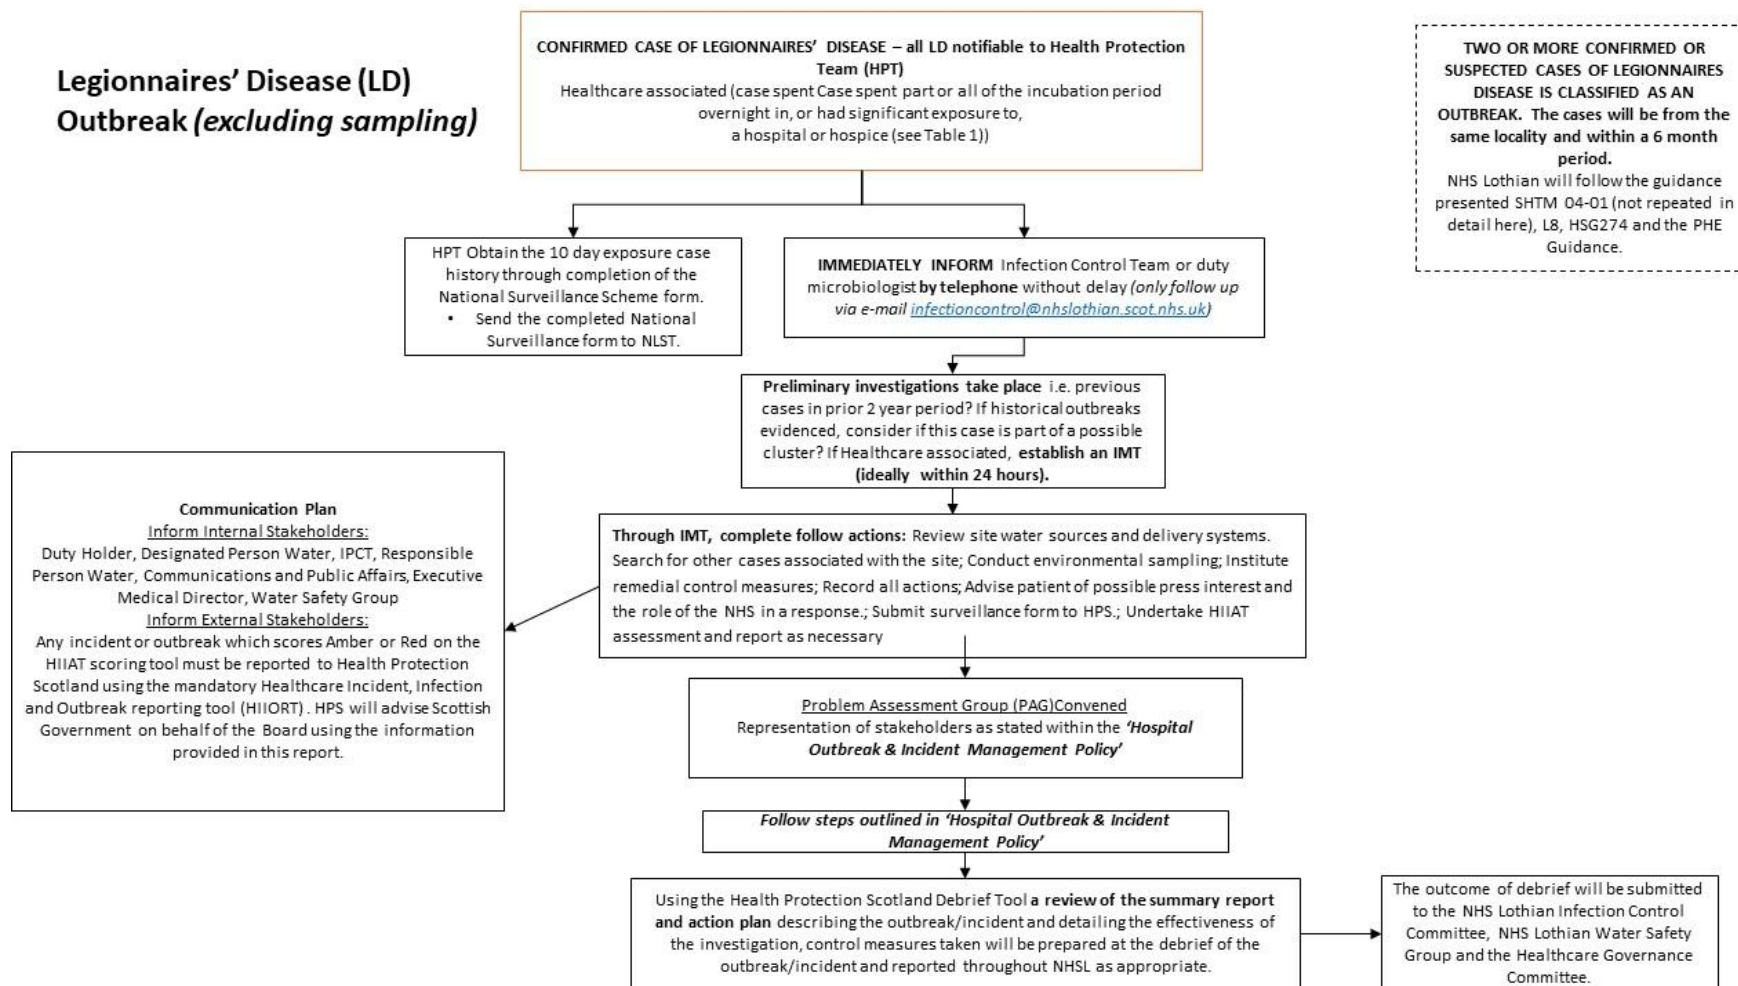 Legionnaires' Disease (LD)
Outbreak (excluding sampling)
CONFIRMED CASE OF LEGIONNAIRES' DISEASE – all LD notifiable to Health Protection
Team (HPT)
Healthcare associated (case spent Case spent part or all of the incubation period
overnight in, or had significant exposure to,
a hospital or hospice (see Table 1))
TWO OR MORE CONFIRMED OR
SUSPECTED CASES OF LEGIONNAIRES
DISEASE IS CLASSIFIED AS AN
OUTBREAK. The cases will be from the
same locality and within a 6 month
period.
NHS Lothian will follow the guidance
presented SHTM 04-01 (not repeated in
detail here), L8, HSG274 and the PHE
Guidance.
HPT Obtain the 10 day exposure case
history through completion of the
National Surveillance Scheme form.
• Send the completed National
Surveillance form to NLST.
IMMEDIATELY INFORM Infection Control Team or duty
microbiologist by telephone without delay (only follow up
via e-mail infectioncontrol@nhslothian.scot.nhs.uk)
Preliminary investigations take place i.e. previous
cases in prior 2 year period? If historical outbreaks
evidenced, consider if this case is part of a possible
cluster? If Healthcare associated, establish an IMT
(ideally within 24 hours).
Communication Plan
Inform Internal Stakeholders:
Duty Holder, Designated Person Water, IPCT, Responsible
Person Water, Communications and Public Affairs, Executive
Medical Director, Water Safety Group
Inform External Stakeholders:
Any incident or outbreak which scores Amber or Red on the
HIIAT scoring tool must be reported to Health Protection
Scotland using the mandatory Healthcare Incident, Infection
and Outbreak reporting tool (HIIORT) . HPS will advise Scottish
Government on behalf of the Board using the information
provided in this report.
Through IMT, complete follow actions: Review site water sources and delivery systems.
Search for other cases associated with the site; Conduct environmental sampling; Institute
remedial control measures; Record all actions; Advise patient of possible press interest and
the role of the NHS in a response.; Submit surveillance form to HPS.; Undertake HIIAT
assessment and report as necessary
Problem Assessment Group (PAG)Convened
Representation of stakeholders as stated within the 'Hospital
Outbreak & Incident Management Policy'
Follow steps outlined in 'Hospital Outbreak & Incident
Management Policy'
Using the Health Protection Scotland Debrief Tool a review of the summary report
and action plan describing the outbreak/incident and detailing the effectiveness of
the investigation, control measures taken will be prepared at the debrief of the
outbreak/incident and reported throughout NHSL as appropriate.
The outcome of debrief will be submitted
to the NHS Lothian Infection Control
Committee, NHS Lothian Water Safety
Group and the Healthcare Governance
Committee.